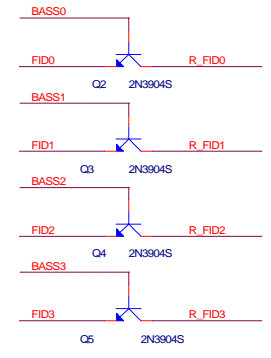 BASS0
FID0 R_FID0
Q2 2N3904S
BASS1
FID1 R_FID1
Q3 2N3904S
BASS2
FID2 R_FID2
Q4 2N3904S
BASS3
FID3 R_FID3
Q5 2N3904S